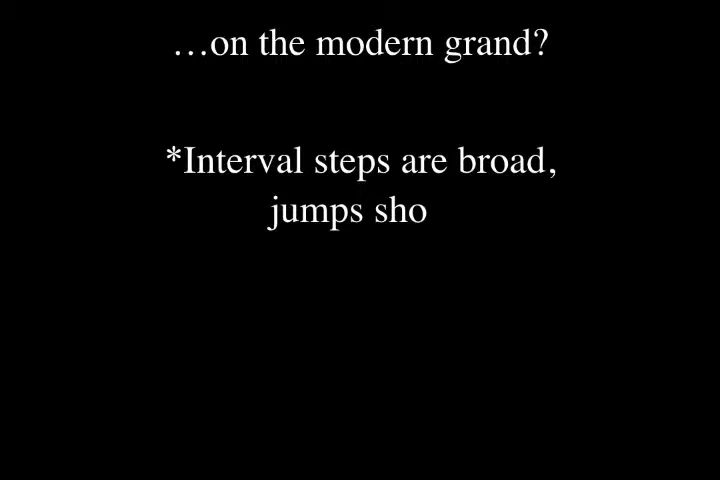 …on the modern grand?
*Interval steps are broad,
jumps sho